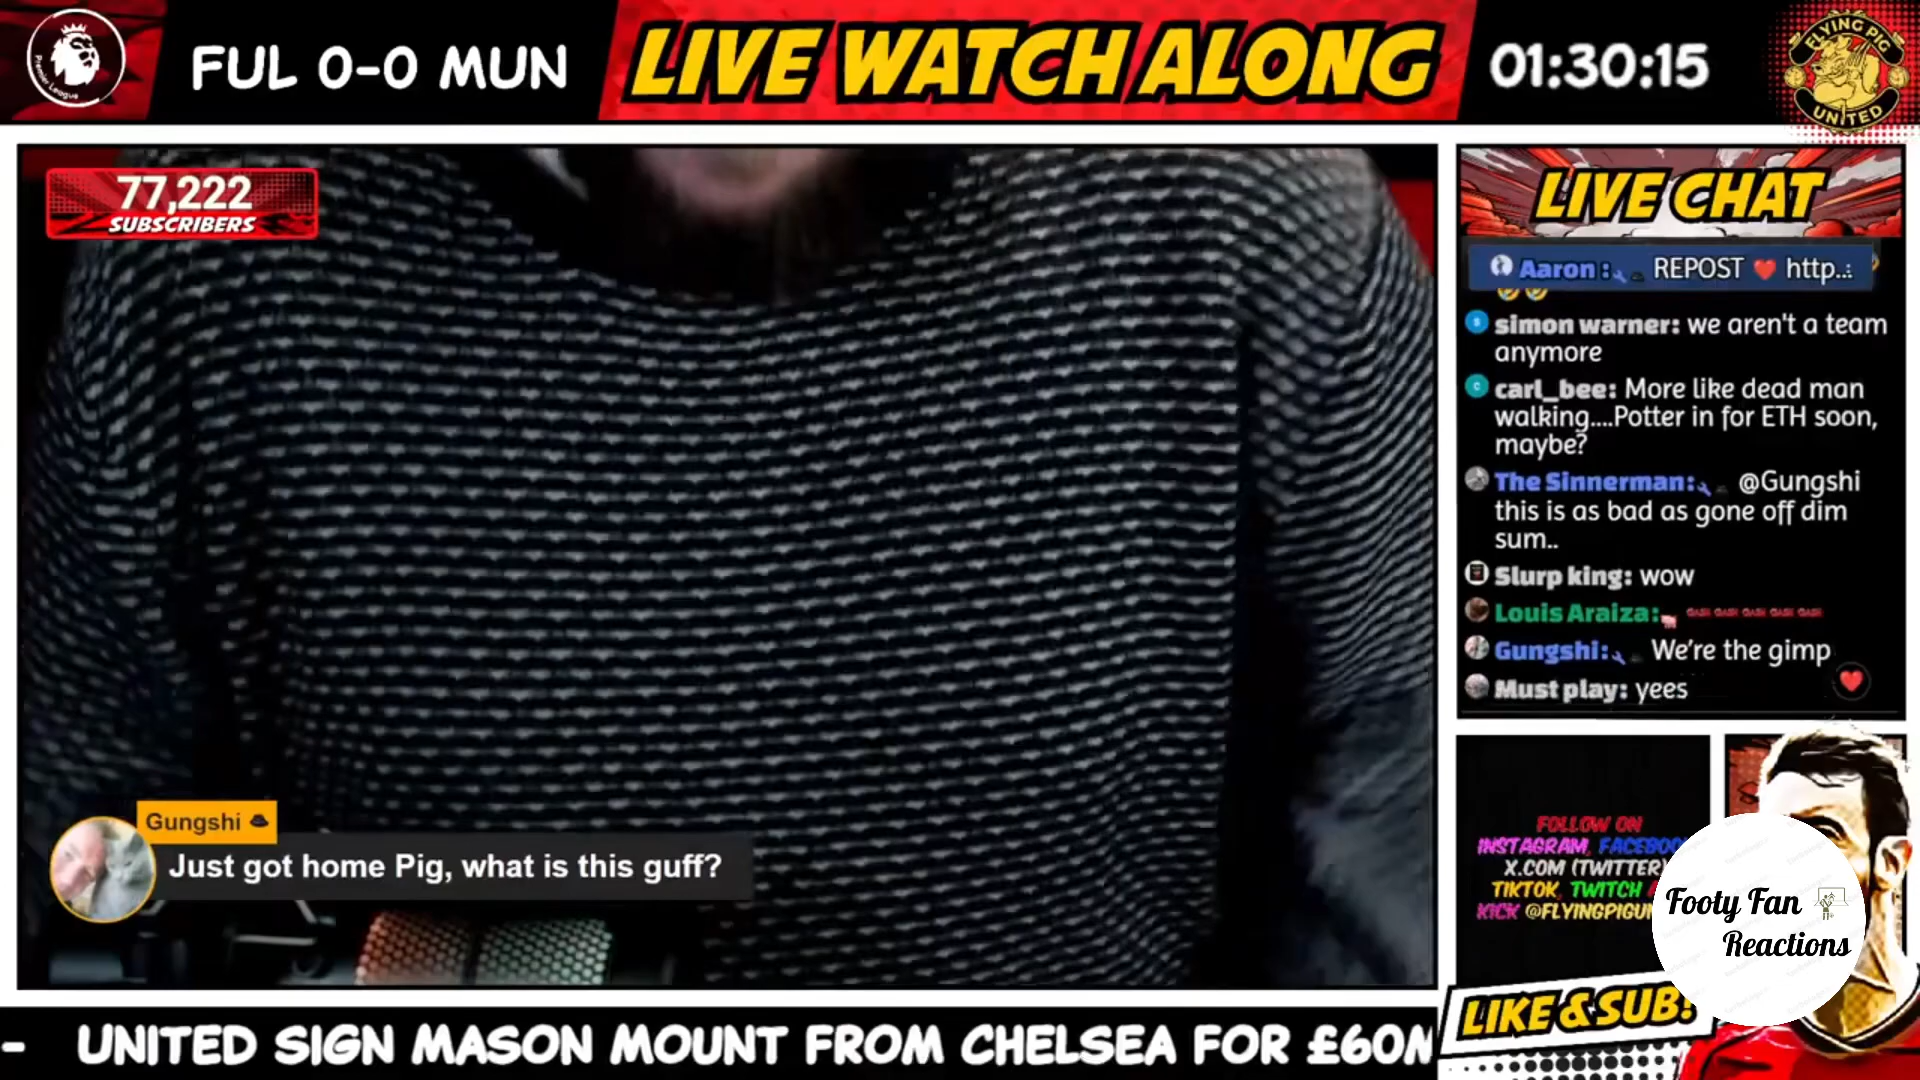 Premier League
FUL 0-0 MUN
LIVE WATCH ALONG
01:30:15
FLYING PIG
UNITED
77,222
SUBSCRIBERS
LIVE CHAT
Aaron: REPOST ❤️ http...
simon warner: we aren't a team
anymore
carl_bee: More like dead man
walking....Potter in for ETH soon,
maybe?
The Sinnerman: @Gungshi
this is as bad as gone off dim
sum..
Slurp king: wow
Louis Araiza:
Gungshi: We're the gimp
Must play: yees
Gungshi
Just got home Pig, what is this guff?
FOLLOW ON
INSTAGRAM, FACEBOO
X.COM (TWITTER)
TIKTOK, TWITCH
KICK @FLYINGPIGUN
Footy Fan
Reactions
LIKE & SUB!
- UNITED SIGN MASON MOUNT FROM CHELSEA FOR £60M